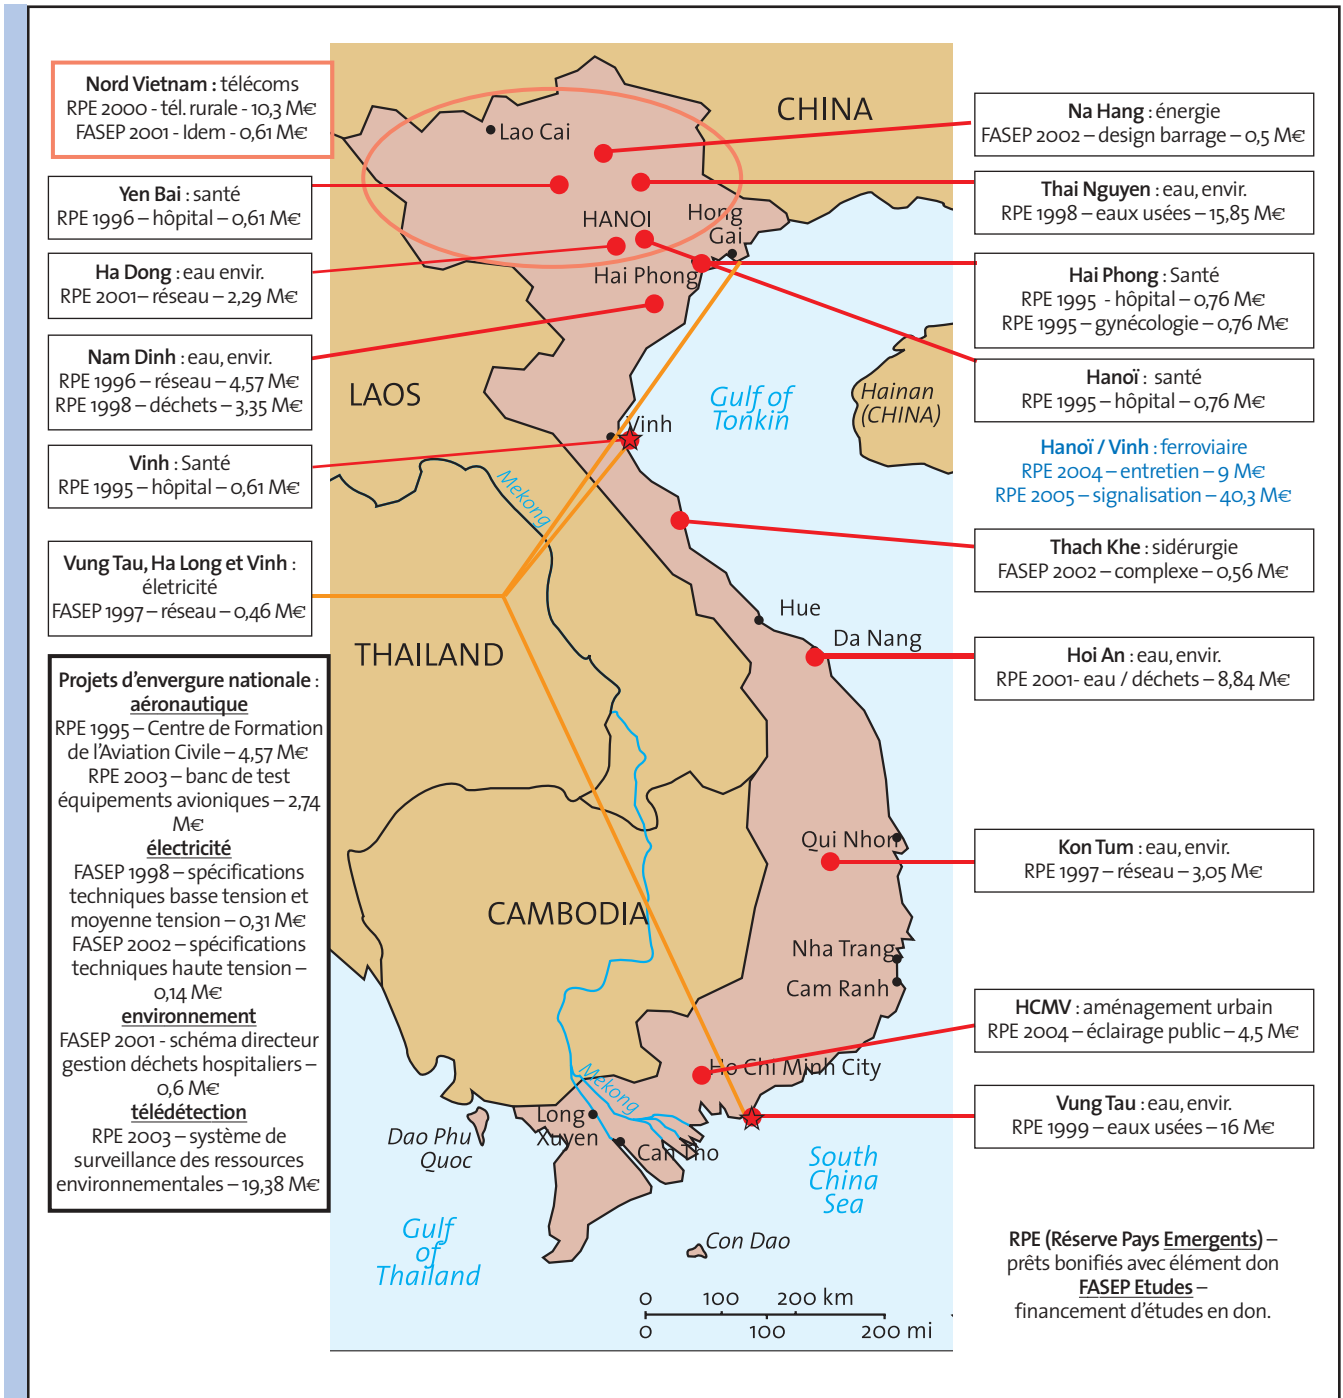 Nord Vietnam : télécoms
RPE 2000 - tél. rurale - 10,3 M€
FASEP 2001 - Idem - 0,61 M€
Yen Bai : santé
RPE 1996 – hôpital – 0,61 M€
Ha Dong : eau envir.
RPE 2001– réseau – 2,29 M€
Nam Dinh : eau, envir.
RPE 1996 – réseau – 4,57 M€
RPE 1998 – déchets – 3,35 M€
Vinh : Santé
RPE 1995 – hôpital – 0,61 M€
Vung Tau, Ha Long et Vinh :
életricité
FASEP 1997 – réseau – 0,46 M€
Projets d’envergure nationale :
aéronautique
RPE 1995 – Centre de Formation
de l’Aviation Civile – 4,57 M€
RPE 2003 – banc de test
équipements avioniques – 2,74
M€
électricité
FASEP 1998 – spécifications
techniques basse tension et
moyenne tension – 0,31 M€
FASEP 2002 – spécifications
techniques haute tension –
0,14 M€
environnement
FASEP 2001 - schéma directeur
gestion déchets hospitaliers –
0,6 M€
télédétection
RPE 2003 – système de
surveillance des ressources
environnementales – 19,38 M€
CHINA
Lao Cai
HANOI
Hong
Gai
Hai Phong
LAOS
Gulf of
Tonkin
Hainan
(CHINA)
Vinh
Mekong
Hue
Da Nang
THAILAND
Qui Nhon
CAMBODIA
Nha Trang
Cam Ranh
Ho Chi Minh City
Mekong
Long
Xuyen
Can Tho
Dao Phu
Quoc
South
China
Sea
Gulf
of
Thailand
Con Dao
0 100 200 km
0 100 200 mi
Na Hang : énergie
FASEP 2002 – design barrage – 0,5 M€
Thai Nguyen : eau, envir.
RPE 1998 – eaux usées – 15,85 M€
Hai Phong : Santé
RPE 1995 - hôpital – 0,76 M€
RPE 1995 – gynécologie – 0,76 M€
Hanoï : santé
RPE 1995 – hôpital – 0,76 M€
Hanoï / Vinh : ferroviaire
RPE 2004 – entretien – 9 M€
RPE 2005 – signalisation – 40,3 M€
Thach Khe : sidérurgie
FASEP 2002 – complexe – 0,56 M€
Hoi An : eau, envir.
RPE 2001- eau / déchets – 8,84 M€
Kon Tum : eau, envir.
RPE 1997 – réseau – 3,05 M€
HCMV : aménagement urbain
RPE 2004 – éclairage public – 4,5 M€
Vung Tau : eau, envir.
RPE 1999 – eaux usées – 16 M€
RPE (Réserve Pays Emergents) –
prêts bonifiés avec élément don
FASEP Etudes –
financement d’études en don.